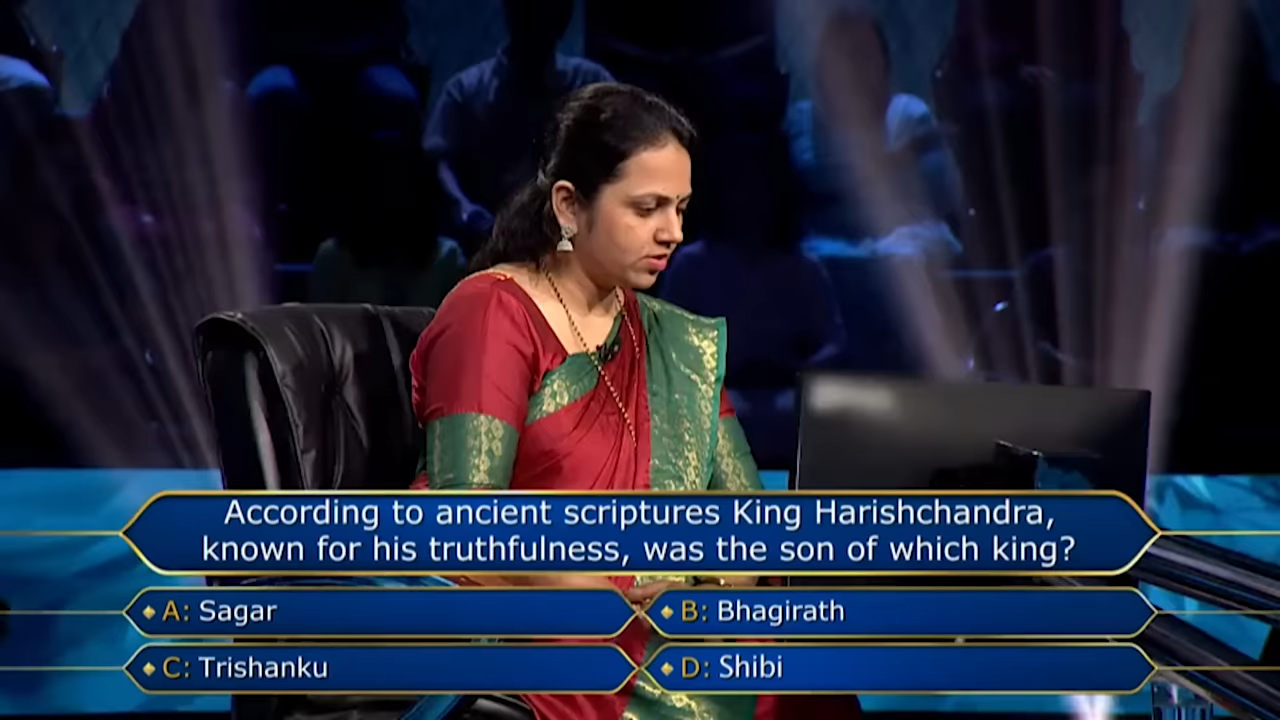 According to ancient scriptures King Harishchandra,
known for his truthfulness, was the son of which king?
A: Sagar
B: Bhagirath
C: Trishanku
D: Shibi